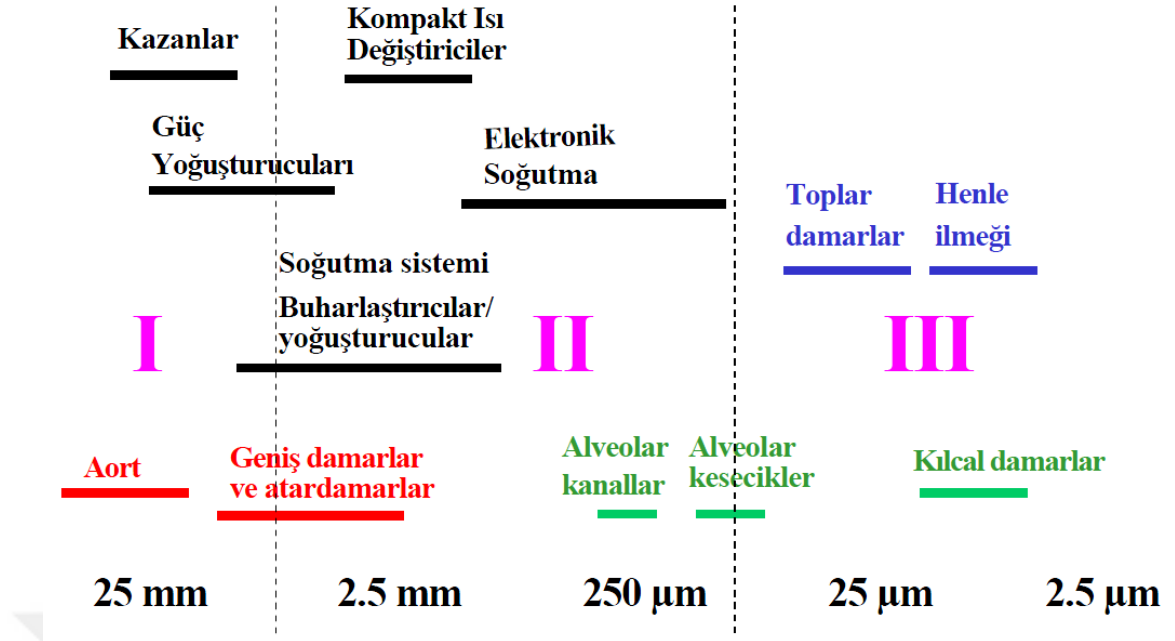 Kazanlar
Kompakt Isı
Değiştiriciler
Güç
Yoğuşturucuları
Elektronik
Soğutma
Toplar
damarlar
Henle
ilmeği
Soğutma sistemi
Buharlaştırıcılar/
yoğuşturucular
I
II
III
Aort
Geniş damarlar
ve atardamarlar
Alveolar
kanallar
Alveolar
kesecikler
Kılcal damarlar
25 mm
2.5 mm
250 µm
25 µm
2.5 µm